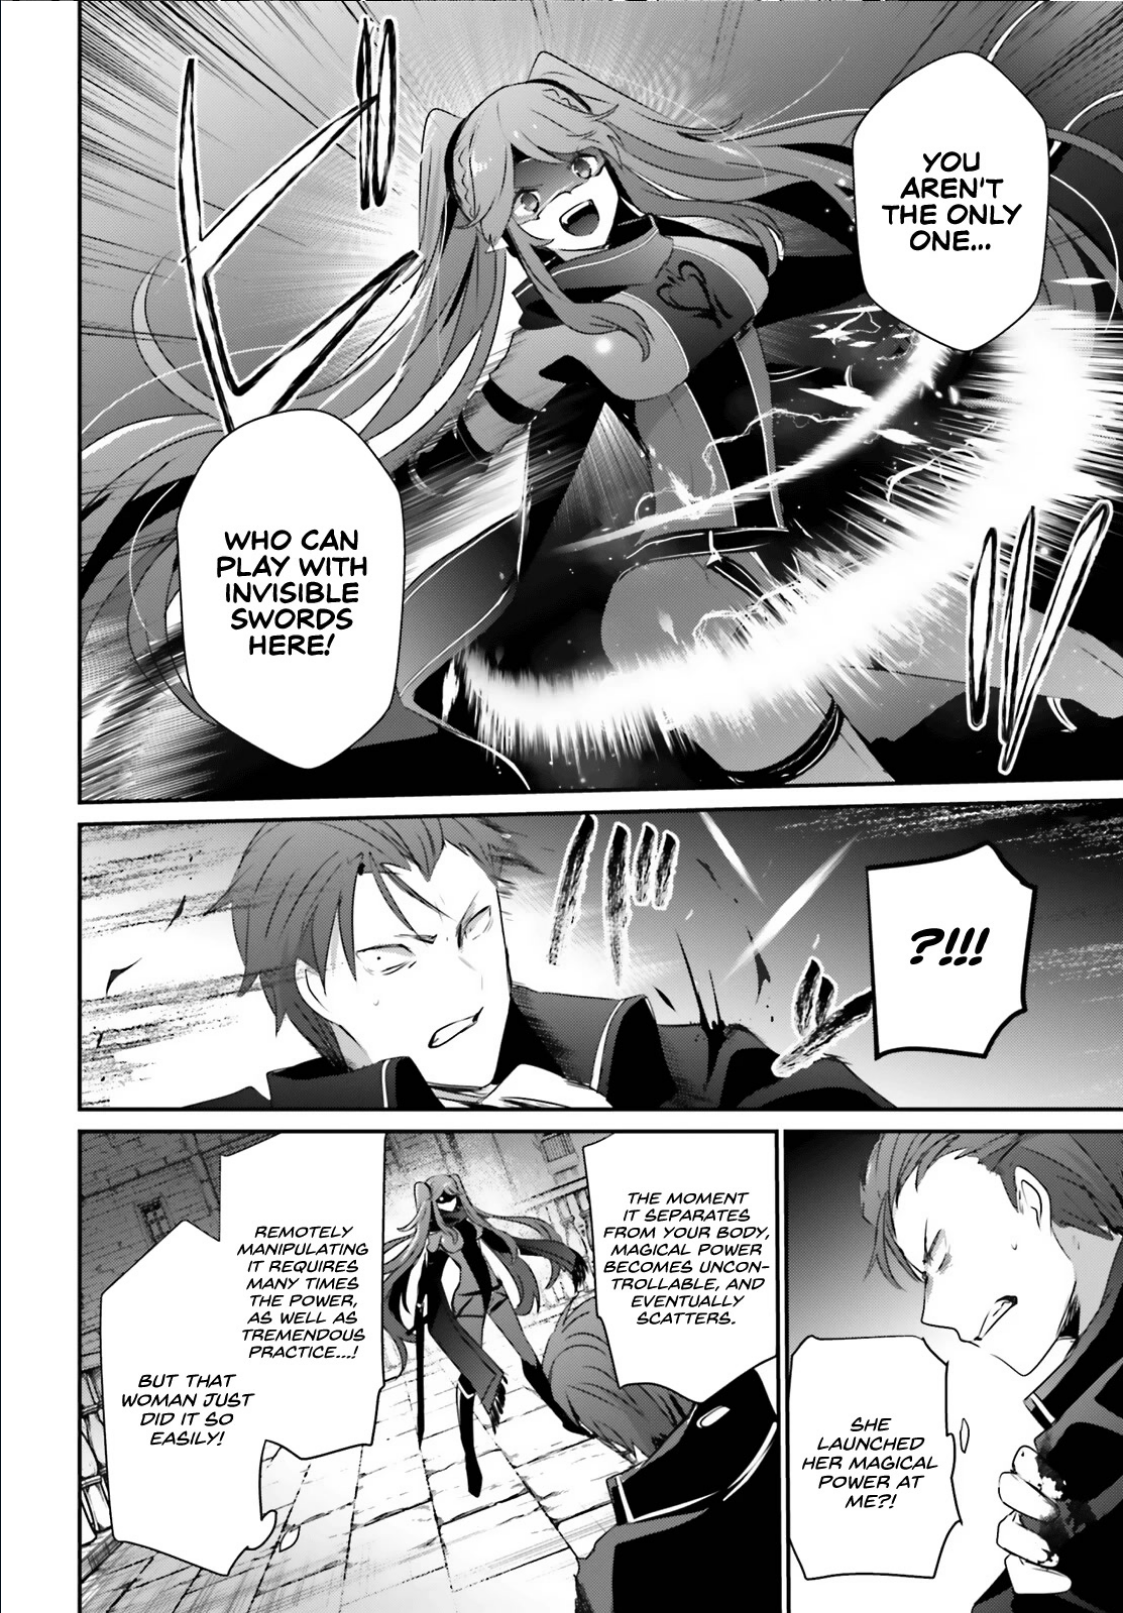 YOU
AREN'T
THE ONLY
ONE...
WHO CAN
PLAY WITH
INVISIBLE
SWORDS
HERE!
?!!!
SHE
LAUNCHED
HER MAGICAL
POWER AT
ME?!
THE MOMENT
IT SEPARATES
FROM YOUR BODY,
MAGICAL POWER
BECOMES UNCON-
TROLLABLE, AND
EVENTUALLY
SCATTERS.
REMOTELY
MANIPULATING
IT REQUIRES
MANY TIMES
THE POWER,
AS WELL AS
TREMENDOUS
PRACTICE...!
BUT THAT
WOMAN JUST
DID IT SO
EASILY!